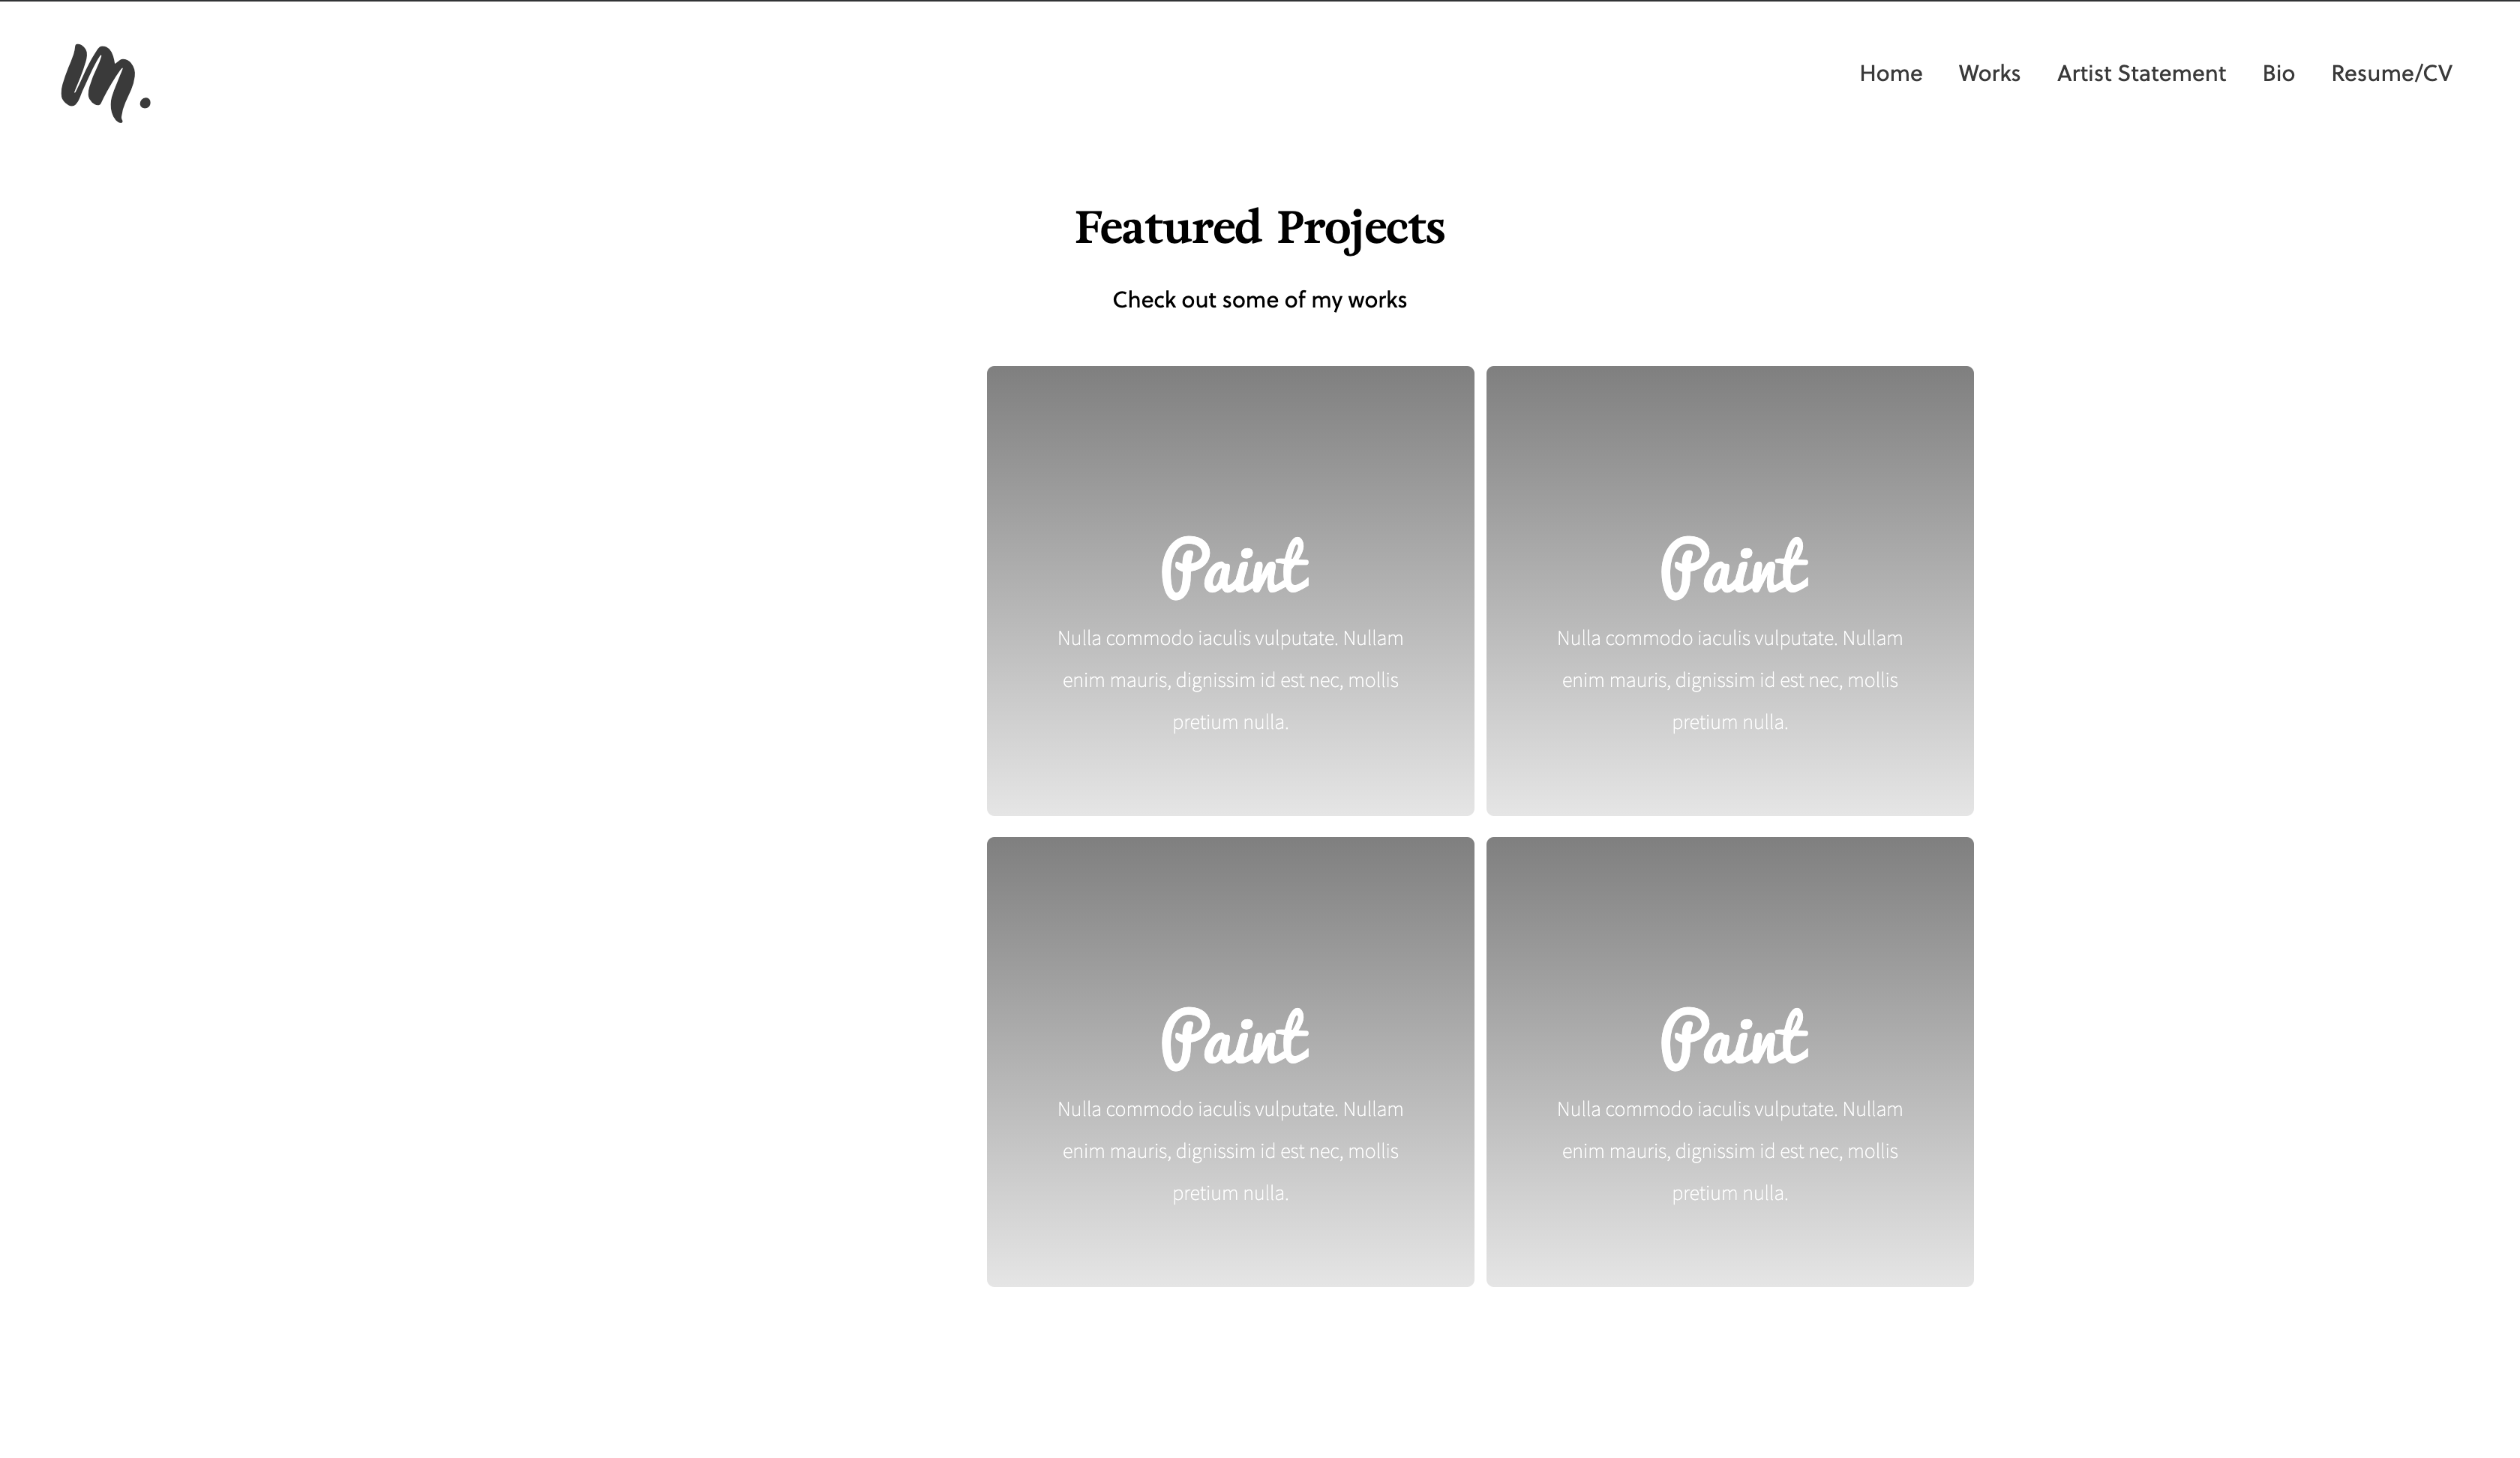 m.
Home Works Artist Statement Bio Resume/CV
Featured Projects
Check out some of my works
Paint
Nulla commodo iaculis vulputate. Nullam
enim mauris, dignissim id est nec, mollis
pretium nulla.
Paint
Nulla commodo iaculis vulputate. Nullam
enim mauris, dignissim id est nec, mollis
pretium nulla.
Paint
Nulla commodo iaculis vulputate. Nullam
enim mauris, dignissim id est nec, mollis
pretium nulla.
Paint
Nulla commodo iaculis vulputate. Nullam
enim mauris, dignissim id est nec, mollis
pretium nulla.